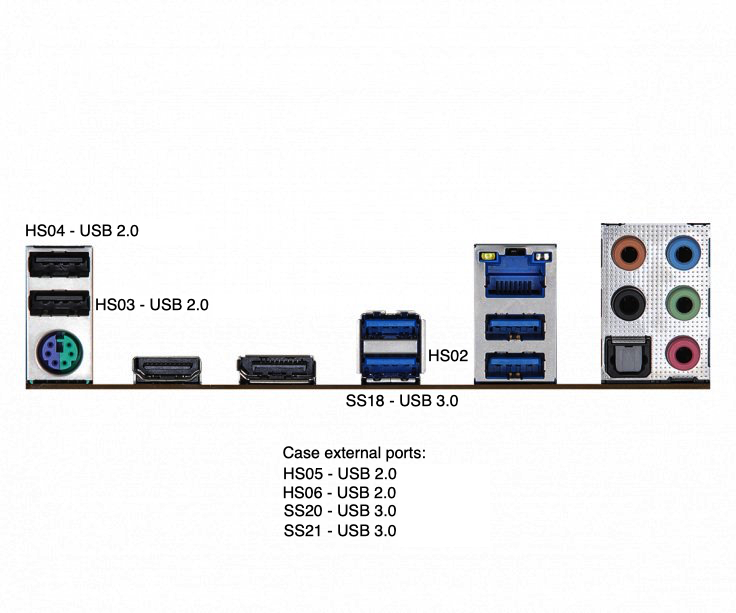 HS04 - USB 2.0
HS03 - USB 2.0
HS02
SS18 - USB 3.0
Case external ports:
HS05 - USB 2.0
HS06 - USB 2.0
SS20 - USB 3.0
SS21 - USB 3.0